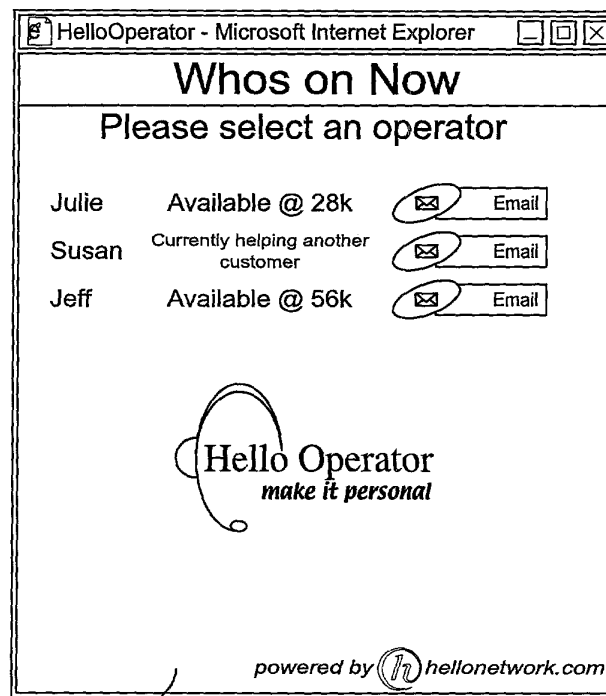 HelloOperator - Microsoft Internet Explorer
Whos on Now
Please select an operator
Julie Available @ 28k Email
Susan Currently helping another customer Email
Jeff Available @ 56k Email
Hello Operator
make it personal
powered by h hellonetwork.com